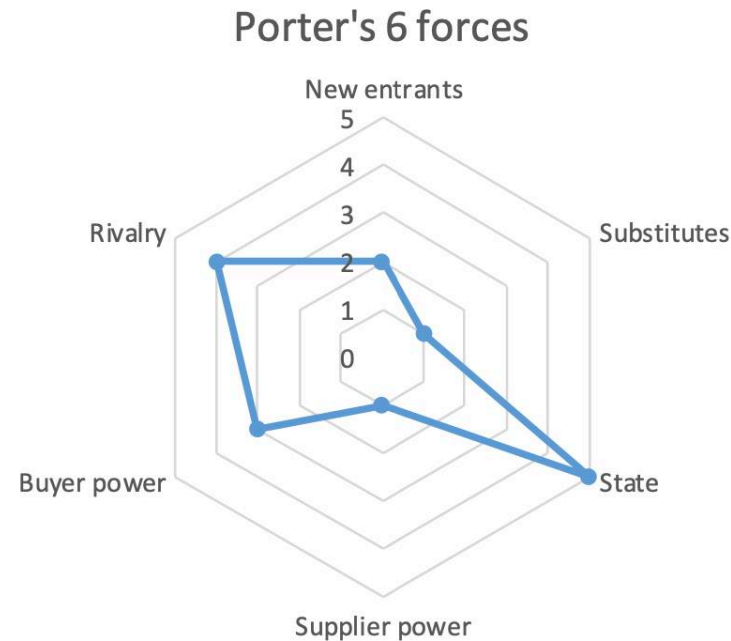 Porter's 6 forces
New entrants
5
4
3
2
1
0
Rivalry
Substitutes
Buyer power
State
Supplier power